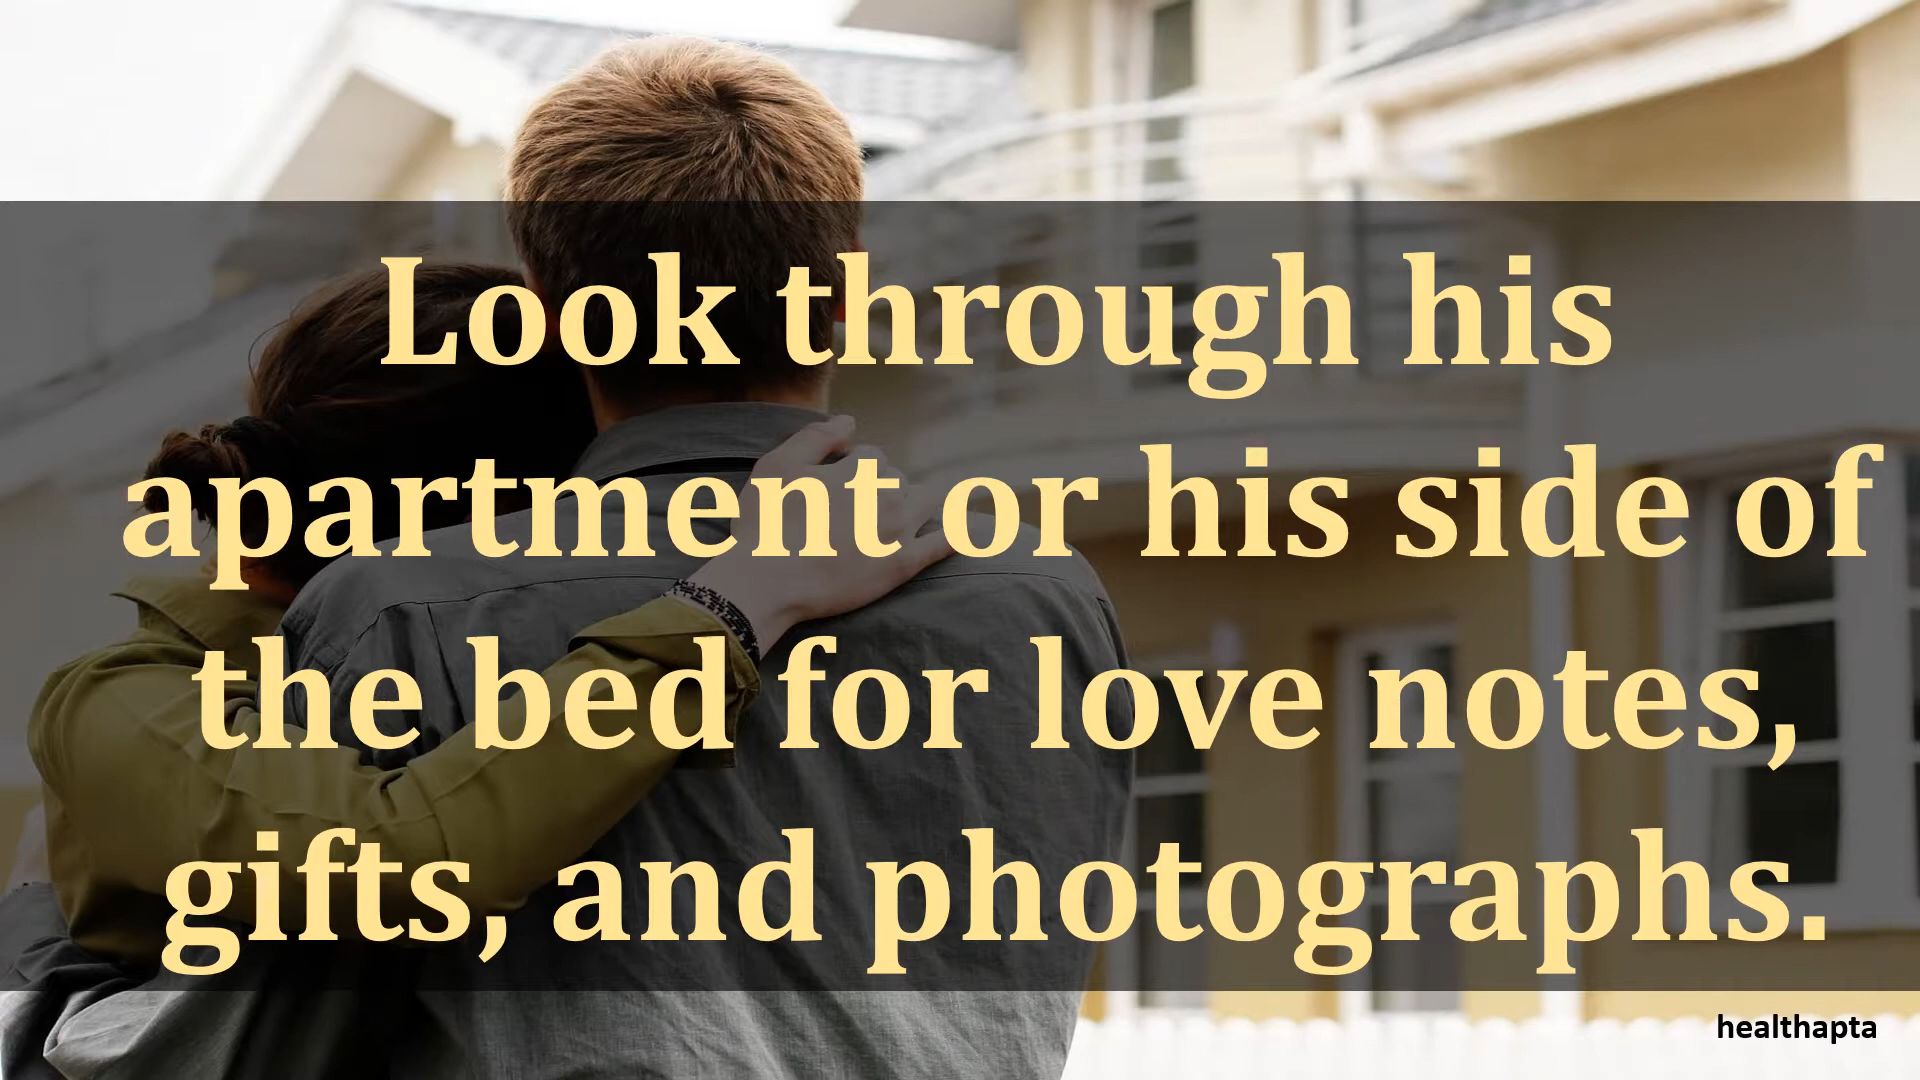 Look through his
apartment or his side of
the bed for love notes,
gifts, and photographs.
healthapta